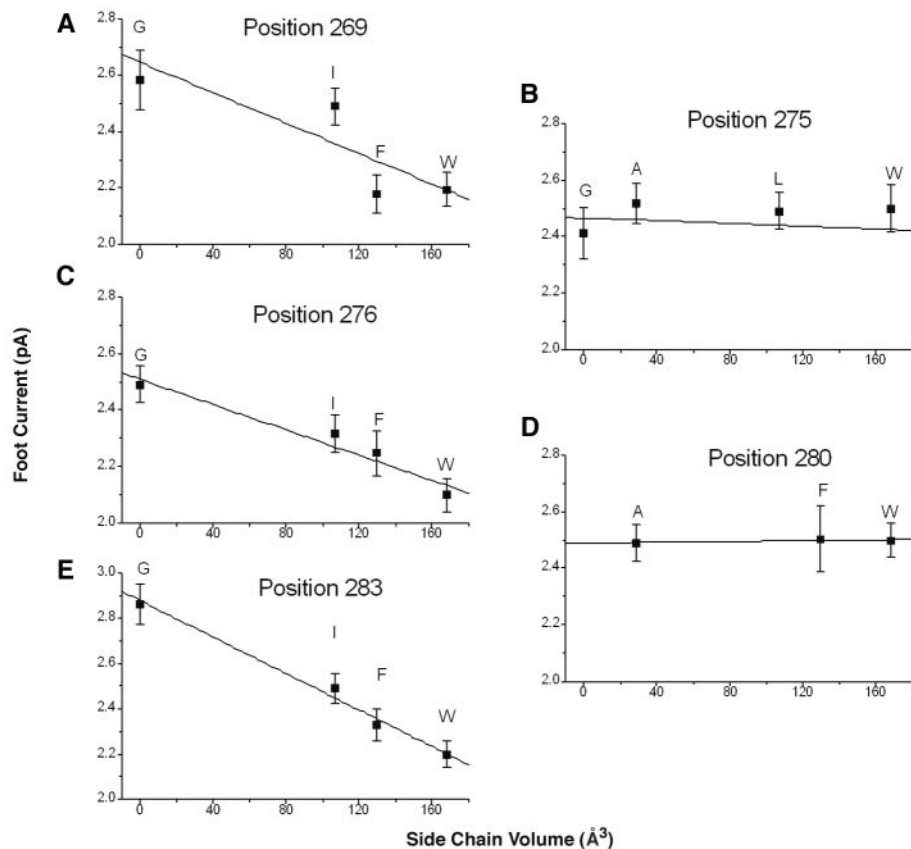 A
Position 269
G
I
F
W
2.8
2.6
2.4
2.2
2.0
0 40 80 120 160
B
Position 275
G
A
L
W
2.8
2.6
2.4
2.2
2.0
0 40 80 120 160
C
Position 276
G
I
F
W
2.8
2.6
2.4
2.2
2.0
0 40 80 120 160
D
Position 280
A
F
W
2.8
2.6
2.4
2.2
2.0
0 40 80 120 160
E
Position 283
G
I
F
W
3.0
2.8
2.6
2.4
2.2
2.0
0 40 80 120 160
Foot Current (pA)
Side Chain Volume (Å³)